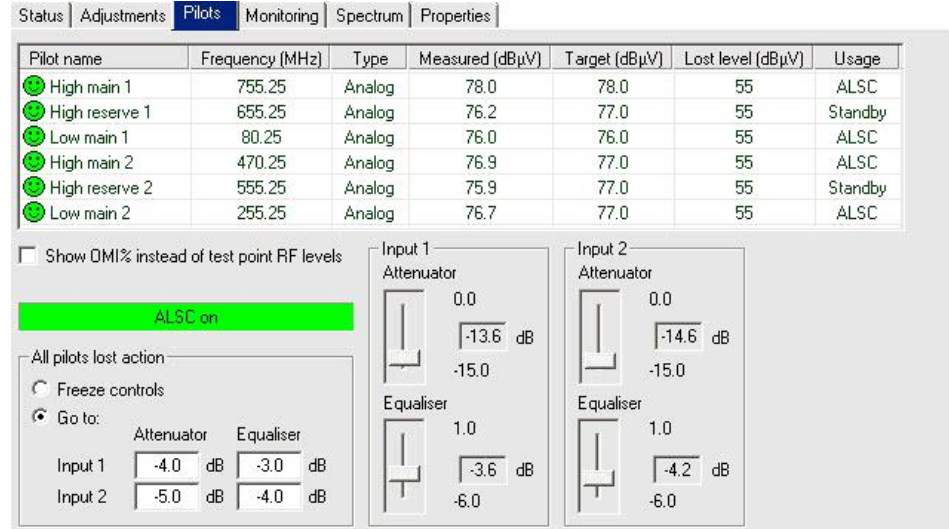 Status Adjustments Pilots Monitoring Spectrum Properties
Pilot name Frequency (MHz) Type Measured (dBµV) Target (dBµV) Lost level (dBµV) Usage
High main 1 755.25 Analog 78.0 78.0 55 ALSC
High reserve 1 655.25 Analog 76.2 77.0 55 Standby
Low main 1 80.25 Analog 76.0 76.0 55 ALSC
High main 2 470.25 Analog 76.9 77.0 55 ALSC
High reserve 2 555.25 Analog 75.9 77.0 55 Standby
Low main 2 255.25 Analog 76.7 77.0 55 ALSC
Show OMI% instead of test point RF levels
ALSC on
All pilots lost action
Freeze controls
Go to:
Attenuator Equaliser
Input 1 -4.0 dB -3.0 dB
Input 2 -5.0 dB -4.0 dB
Input 1
Attenuator
0.0
-13.6 dB
-15.0
Equaliser
1.0
-3.6 dB
-6.0
Input 2
Attenuator
0.0
-14.6 dB
-15.0
Equaliser
1.0
-4.2 dB
-6.0